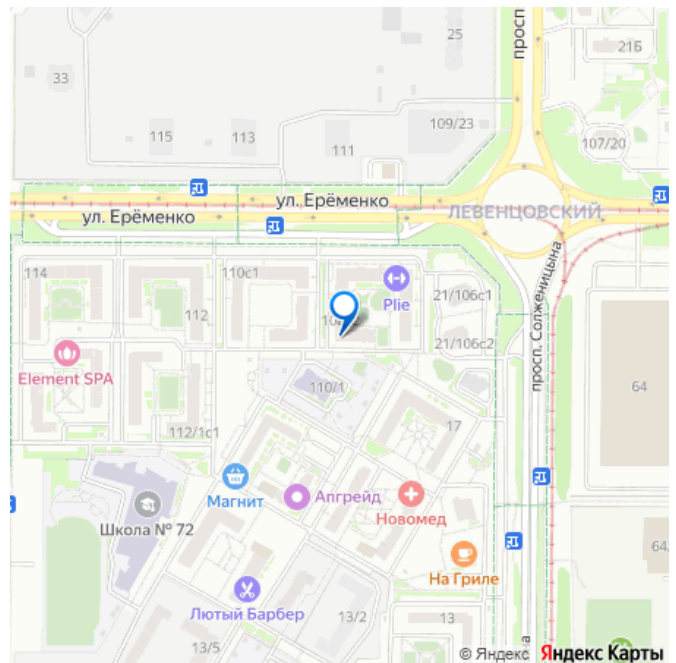 просп.
25
21Б
33
109/23
115
113
111
107/20
ул. Ерёменко
ул. Ерёменко
ЛЕВЕНЦОВСКИЙ
114
110с1
Plie
21/106с1
112
просп. Солженицына
21/106с2
Element SPA
110/1
64
17
112/1с1
Магнит
Апгрейд
Новомед
Школа № 72
64,
На Гриле
Лютый Барбер
13/2
13
13/5
© Яндекс
Яндекс Карты